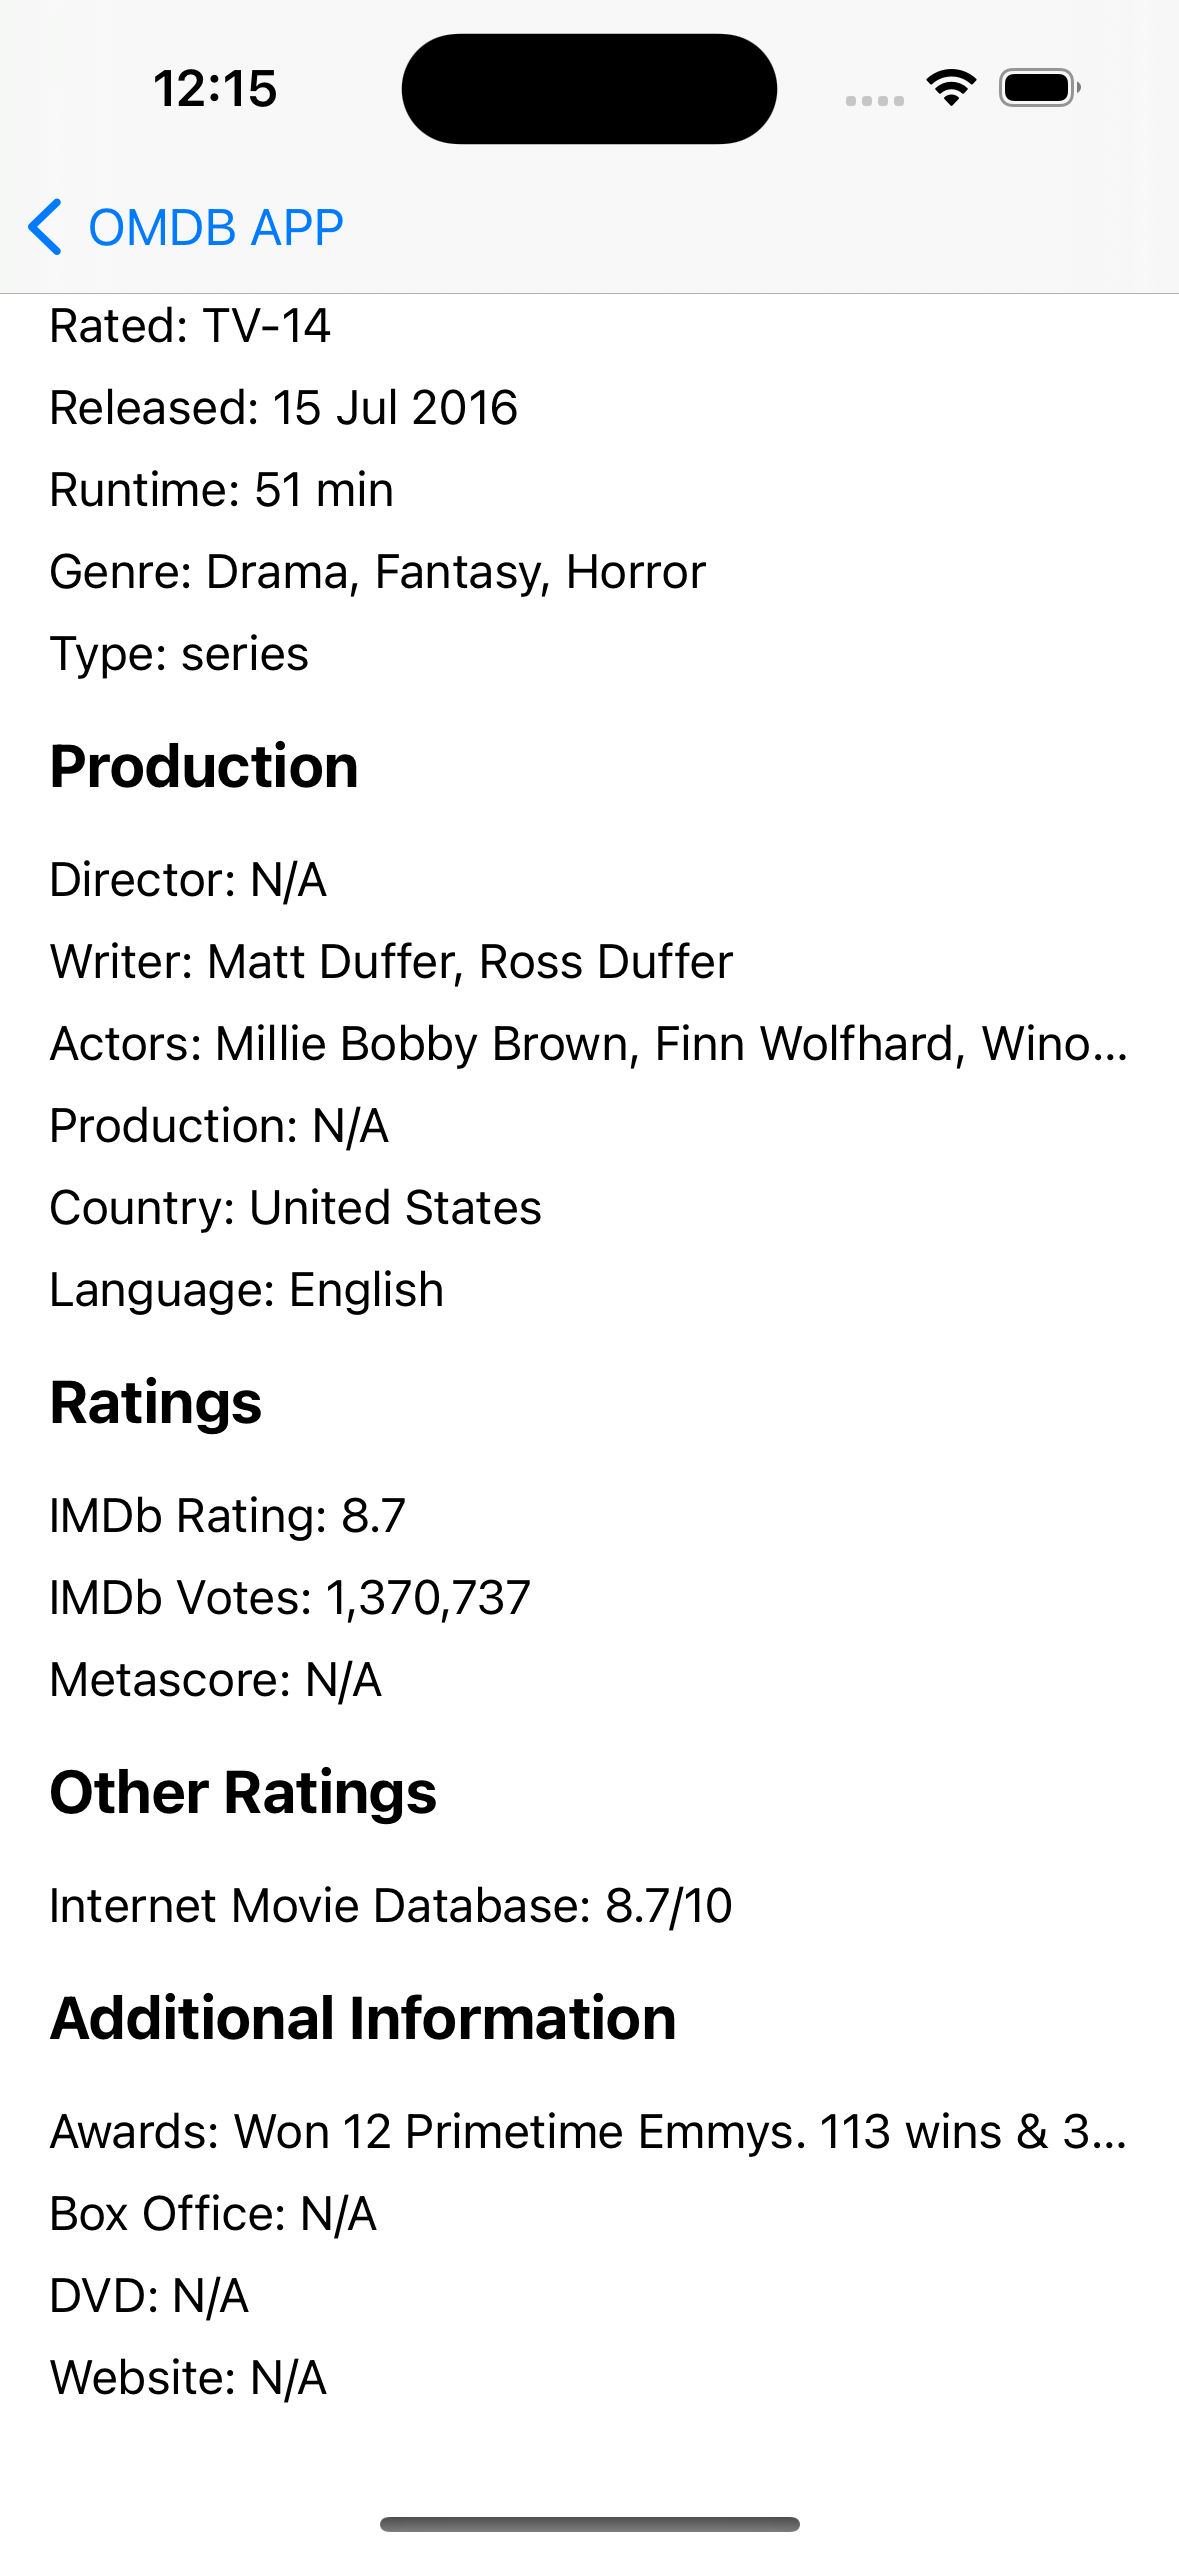 12:15
OMDB APP
Rated: TV-14
Released: 15 Jul 2016
Runtime: 51 min
Genre: Drama, Fantasy, Horror
Type: series
Production
Director: N/A
Writer: Matt Duffer, Ross Duffer
Actors: Millie Bobby Brown, Finn Wolfhard, Wino...
Production: N/A
Country: United States
Language: English
Ratings
IMDb Rating: 8.7
IMDb Votes: 1,370,737
Metascore: N/A
Other Ratings
Internet Movie Database: 8.7/10
Additional Information
Awards: Won 12 Primetime Emmys. 113 wins & 3...
Box Office: N/A
DVD: N/A
Website: N/A